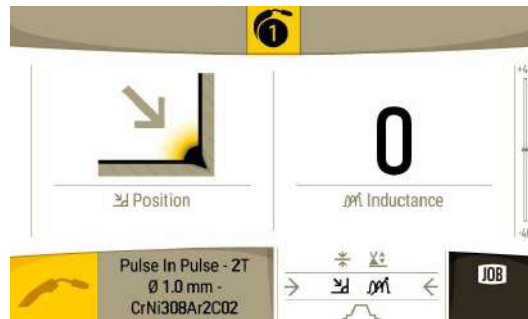 1
0
Position
Inductance
Pulse In Pulse - 2T
Ø 1.0 mm -
CrNi308Ar2C02
JOB